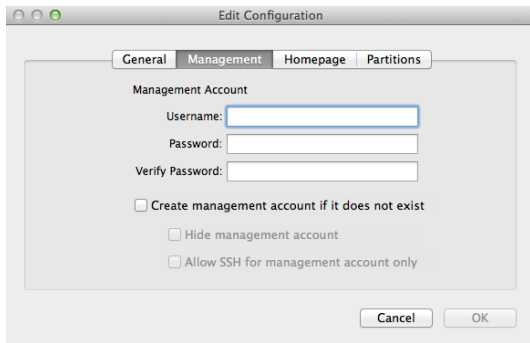 Edit Configuration
General Management Homepage Partitions
Management Account
Username:
Password:
Verify Password:
Create management account if it does not exist
Hide management account
Allow SSH for management account only
Cancel OK